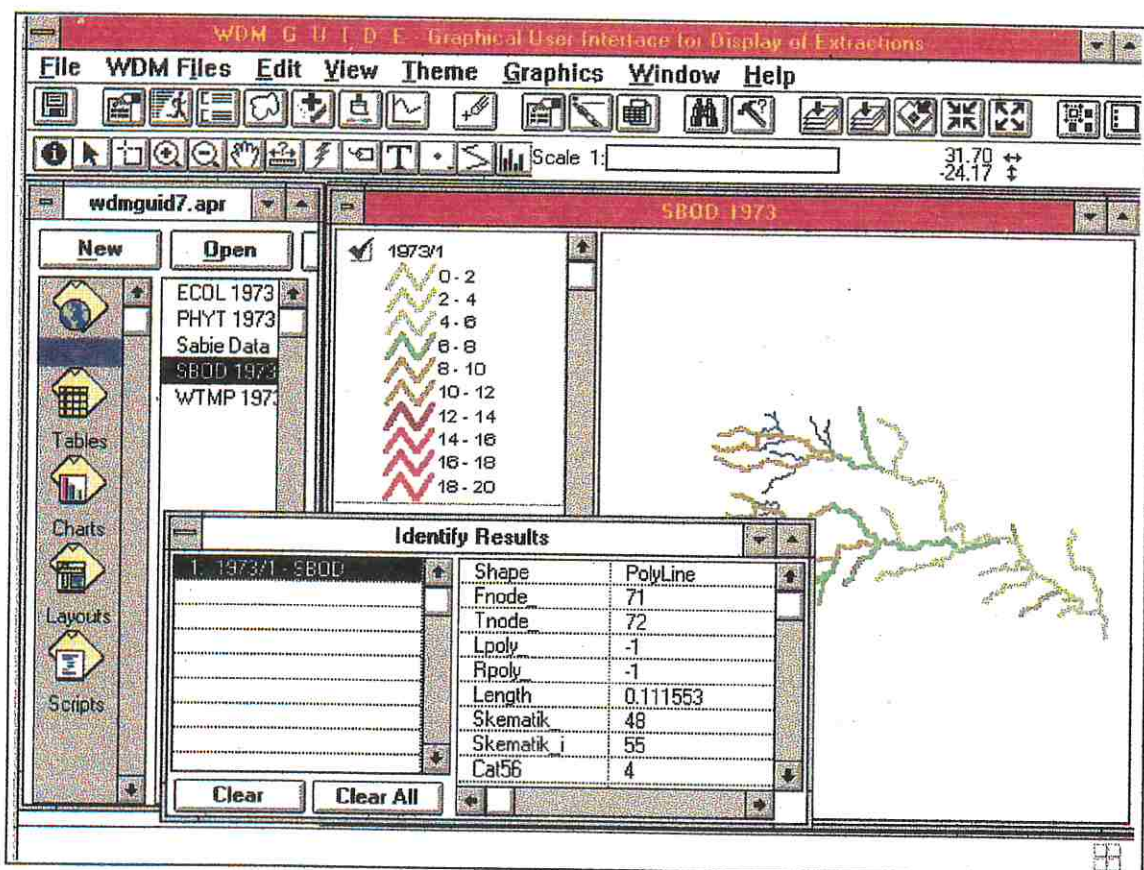 WDM G U I D E Graphical User Interface for Display of Extractions
File WDM Files Edit View Theme Graphics Window Help
Scale 1:
31.70
-24.17
wdmguid7.apr
New
Open
ECOL 1973
PHYT 1973
Sabie Data
SBOD 1973
WTMP 197
Tables
Charts
Layouts
Scripts
SBOD 1973
1973/1
0 - 2
2 - 4
4 - 6
6 - 8
8 - 10
10 - 12
12 - 14
14 - 16
16 - 18
18 - 20
Identify Results
1: 1973/1 - SBOD
Shape PolyLine
Fnode_ 71
Tnode_ 72
Lpoly_ -1
Rpoly_ -1
Length 0.111553
Skematik_ 48
Skematik_i 55
Cat56 4
Clear
Clear All